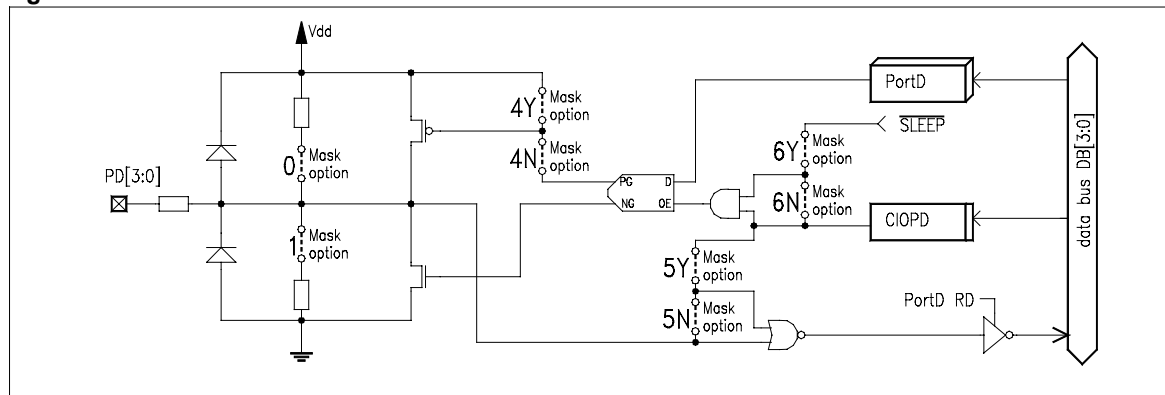 Vdd
PortD
4Y
Mask
option
SLEEP
6Y
Mask
option
4N
Mask
option
0
Mask
option
PD[3:0]
PG
D
NG
OE
6N
Mask
option
CIOPD
data bus DB[3:0]
1
Mask
option
5Y
Mask
option
5N
Mask
option
PortD RD